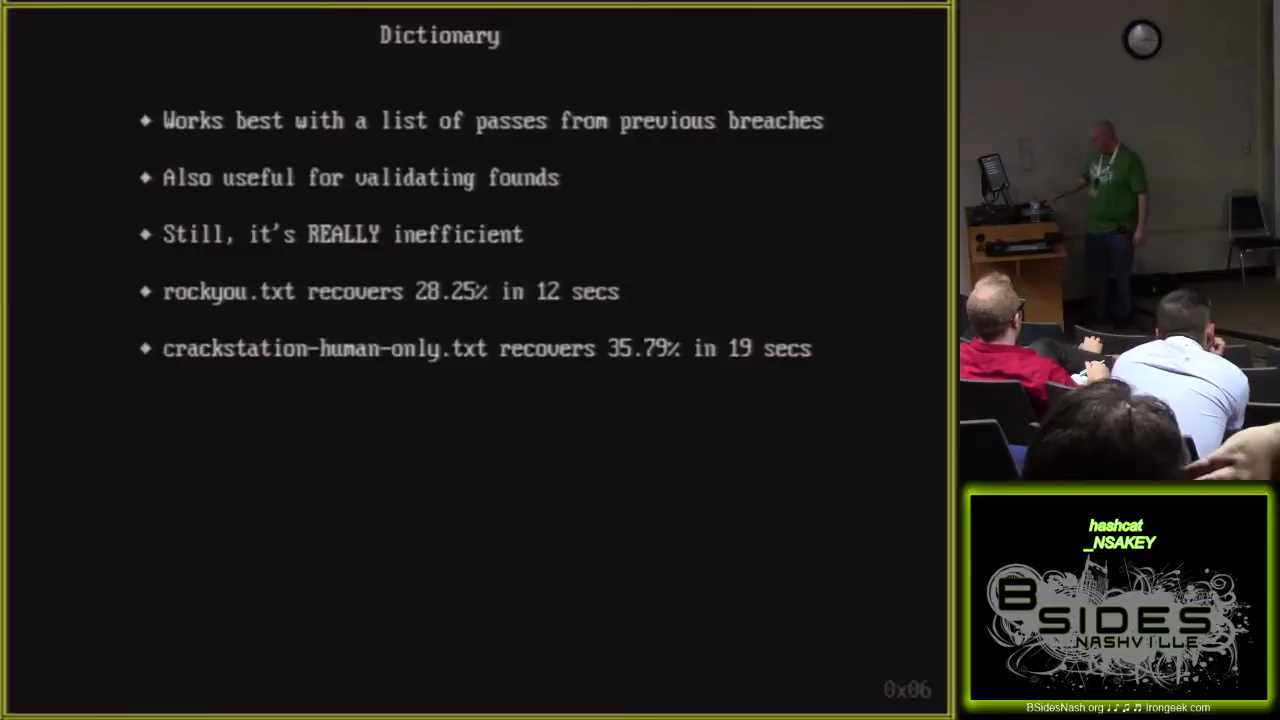 Dictionary
Works best with a list of passes from previous breaches
Also useful for validating founds
Still, it's REALLY inefficient
rockyou.txt recovers 28.25% in 12 secs
crackstation-human-only.txt recovers 35.79% in 19 secs
0x06
hashcat
_NSAKEY
BSIDES
NASHVILLE
BSidesNash.org ♩♪♫♬ Irongeek.com